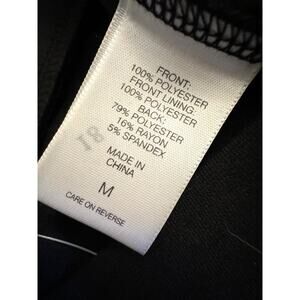 FRONT:
100% POLYESTER
FRONT LINING:
100% POLYESTER
BACK:
79% POLYESTER
16% RAYON
5% SPANDEX
MADE IN
CHINA
M
CARE ON REVERSE